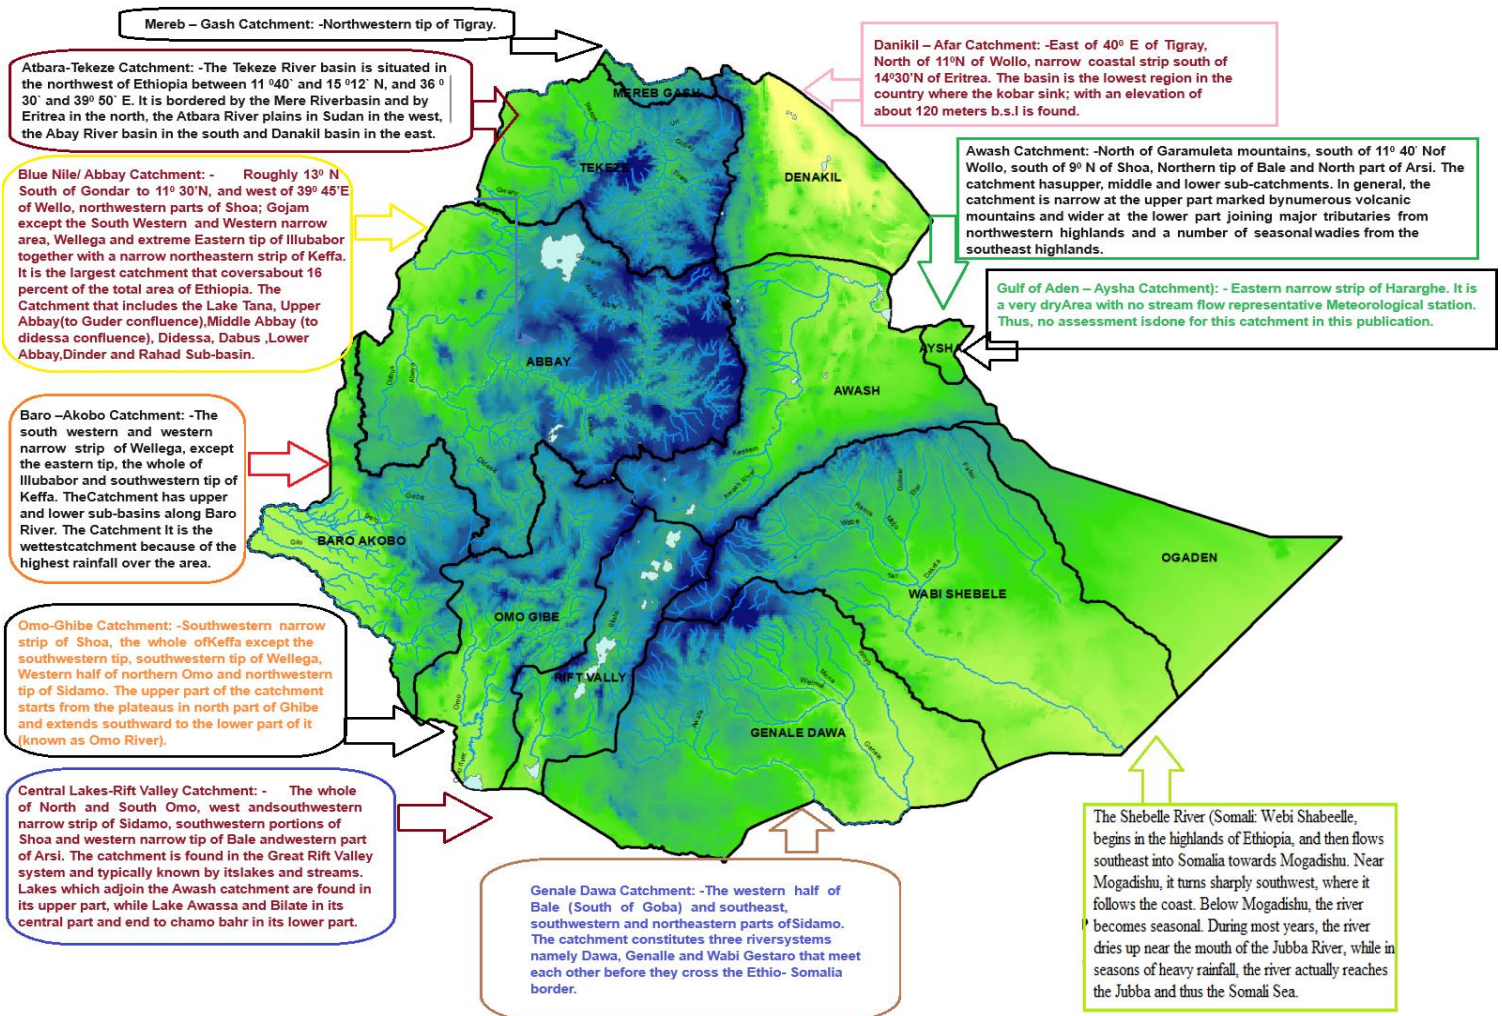 Mereb – Gash Catchment: -Northwestern tip of Tigray.
Atbara-Tekeze Catchment: -The Tekeze River basin is situated in
the northwest of Ethiopia between 11 ⁰40` and 15 ⁰12` N, and 36 ⁰
30` and 39⁰ 50` E. It is bordered by the Mere Riverbasin and by
Eritrea in the north, the Atbara River plains in Sudan in the west,
the Abay River basin in the south and Danakil basin in the east.
Blue Nile/ Abbay Catchment: - Roughly 13⁰ N
South of Gondar to 11⁰ 30'N, and west of 39⁰ 45'E
of Wello, northwestern parts of Shoa; Gojam
except the South Western and Western narrow
area, Wellega and extreme Eastern tip of Illubabor
together with a narrow northeastern strip of Keffa.
It is the largest catchment that coversabout 16
percent of the total area of Ethiopia. The
Catchment that includes the Lake Tana, Upper
Abbay(to Guder confluence),Middle Abbay (to
didessa confluence), Didessa, Dabus ,Lower
Abbay,Dinder and Rahad Sub-basin.
Baro –Akobo Catchment: -The
south western and western
narrow strip of Wellega, except
the eastern tip, the whole of
Illubabor and southwestern tip of
Keffa. TheCatchment has upper
and lower sub-basins along Baro
River. The Catchment It is the
wettestcatchment because of the
highest rainfall over the area.
Omo-Ghibe Catchment: -Southwestern narrow
strip of Shoa, the whole ofKeffa except the
southwestern tip, southwestern tip of Wellega,
Western half of northern Omo and northwestern
tip of Sidamo. The upper part of the catchment
starts from the plateaus in north part of Ghibe
and extends southward to the lower part of it
(known as Omo River).
Central Lakes-Rift Valley Catchment: - The whole
of North and South Omo, west andsouthwestern
narrow strip of Sidamo, southwestern portions of
Shoa and western narrow tip of Bale andwestern part
of Arsi. The catchment is found in the Great Rift Valley
system and typically known by itslakes and streams.
Lakes which adjoin the Awash catchment are found in
its upper part, while Lake Awassa and Bilate in its
central part and end to chamo bahr in its lower part.
Danikil – Afar Catchment: -East of 40⁰ E of Tigray,
North of 11⁰N of Wollo, narrow coastal strip south of
14⁰30'N of Eritrea. The basin is the lowest region in the
country where the kobar sink; with an elevation of
about 120 meters b.s.l is found.
Awash Catchment: -North of Garamuleta mountains, south of 11⁰ 40' Nof
Wollo, south of 9⁰ N of Shoa, Northern tip of Bale and North part of Arsi. The
catchment hasupper, middle and lower sub-catchments. In general, the
catchment is narrow at the upper part marked bynumerous volcanic
mountains and wider at the lower part joining major tributaries from
northwestern highlands and a number of seasonalwadies from the
southeast highlands.
Gulf of Aden – Aysha Catchment): - Eastern narrow strip of Hararghe. It is
a very dryArea with no stream flow representative Meteorological station.
Thus, no assessment isdone for this catchment in this publication.
MEREB GASH
TEKEZE
DENAKIL
AYSHA
ABBAY
AWASH
BARO AKOBO
OGADEN
WABI SHEBELE
OMO GIBE
RIFT VALLY
GENALE DAWA
Tekeze
Uri
Gibay
Tirare
Gumara
Abay
Dabus
Didessa
Kessem
Awash River
Geba
Baro
Gilo
Ramis
Wabe
Mojo
Dobele
Erer
Fafen
Ter
Daketa
Bilate
Omo
Omo River
Weyb
Mena
Welmel
Awata
Genale
Genale Dawa Catchment: -The western half of
Bale (South of Goba) and southeast,
southwestern and northeastern parts ofSidamo.
The catchment constitutes three riversystems
namely Dawa, Genalle and Wabi Gestaro that meet
each other before they cross the Ethio- Somalia
border.
The Shebelle River (Somali: Webi Shabeelle,
begins in the highlands of Ethiopia, and then flows
southeast into Somalia towards Mogadishu. Near
Mogadishu, it turns sharply southwest, where it
follows the coast. Below Mogadishu, the river
becomes seasonal. During most years, the river
dries up near the mouth of the Jubba River, while in
seasons of heavy rainfall, the river actually reaches
the Jubba and thus the Somali Sea.